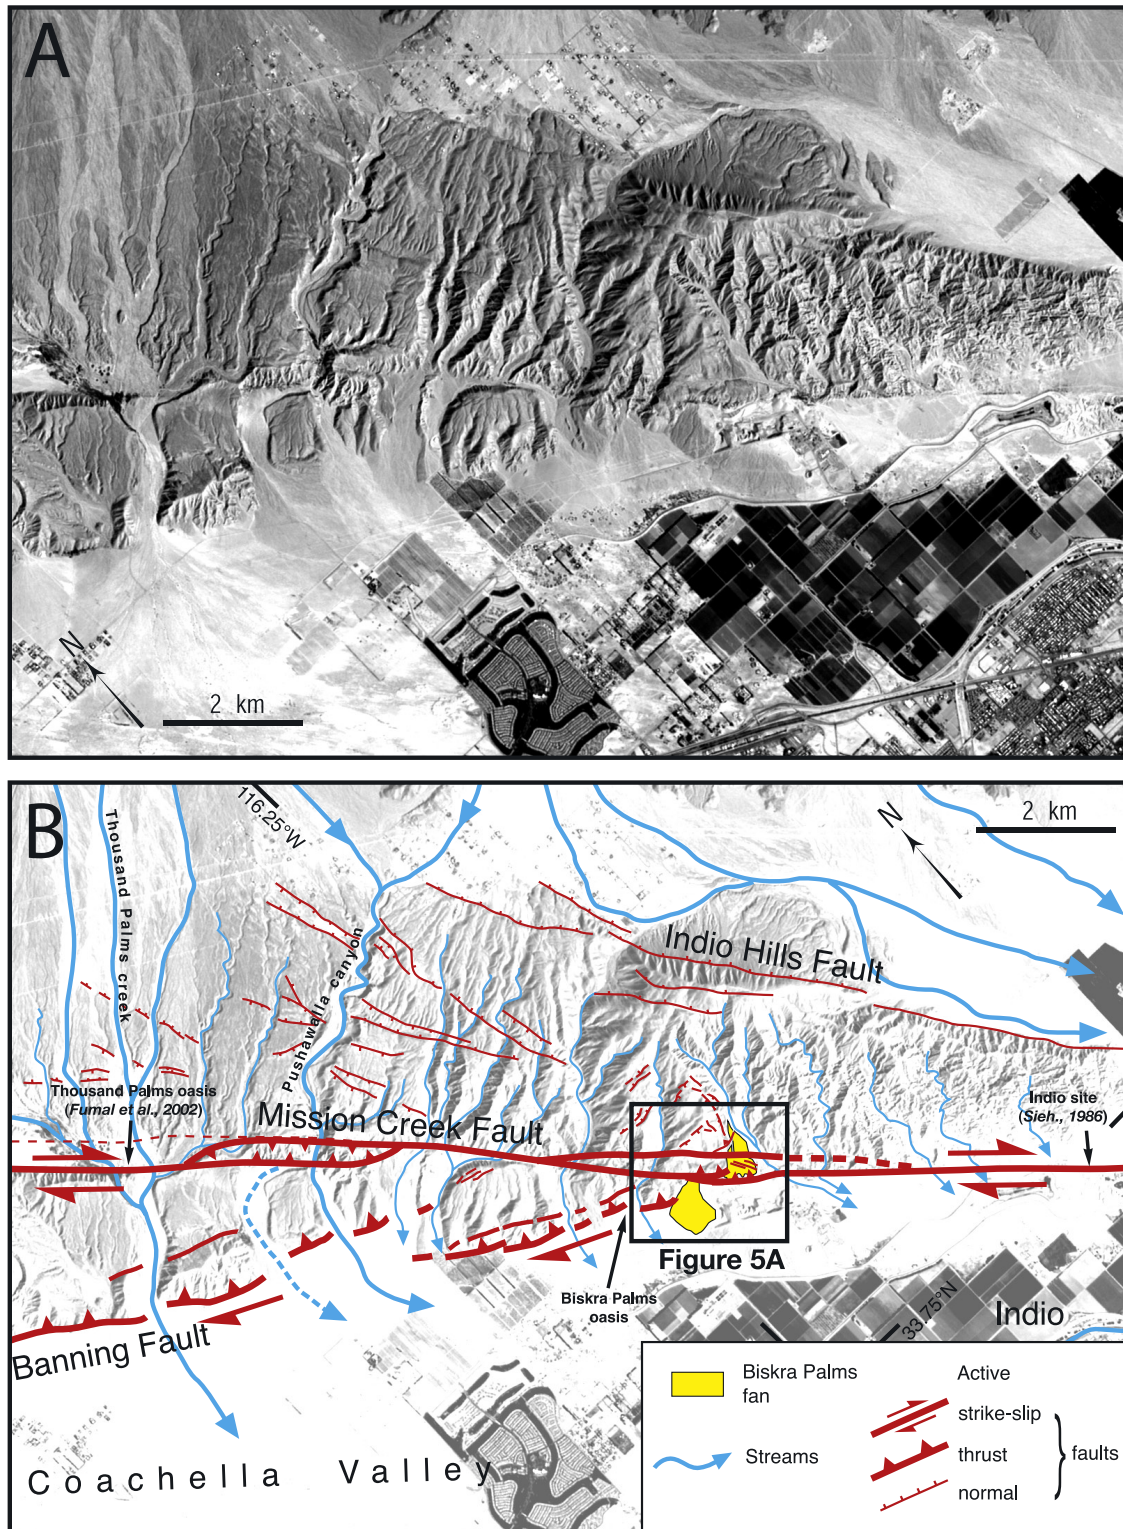 A
N
2 km
B
116.25°W
N
2 km
Thousand Palms creek
Pushawalla canyon
Indio Hills Fault
Thousand Palms oasis
(Fumal et al., 2002)
Mission Creek Fault
Indio site
(Sieh., 1986)
Figure 5A
Biskra Palms
oasis
33.75°N
Indio
Banning Fault
Coachella Valley
Biskra Palms
fan
Streams
Active
strike-slip
thrust
normal
faults